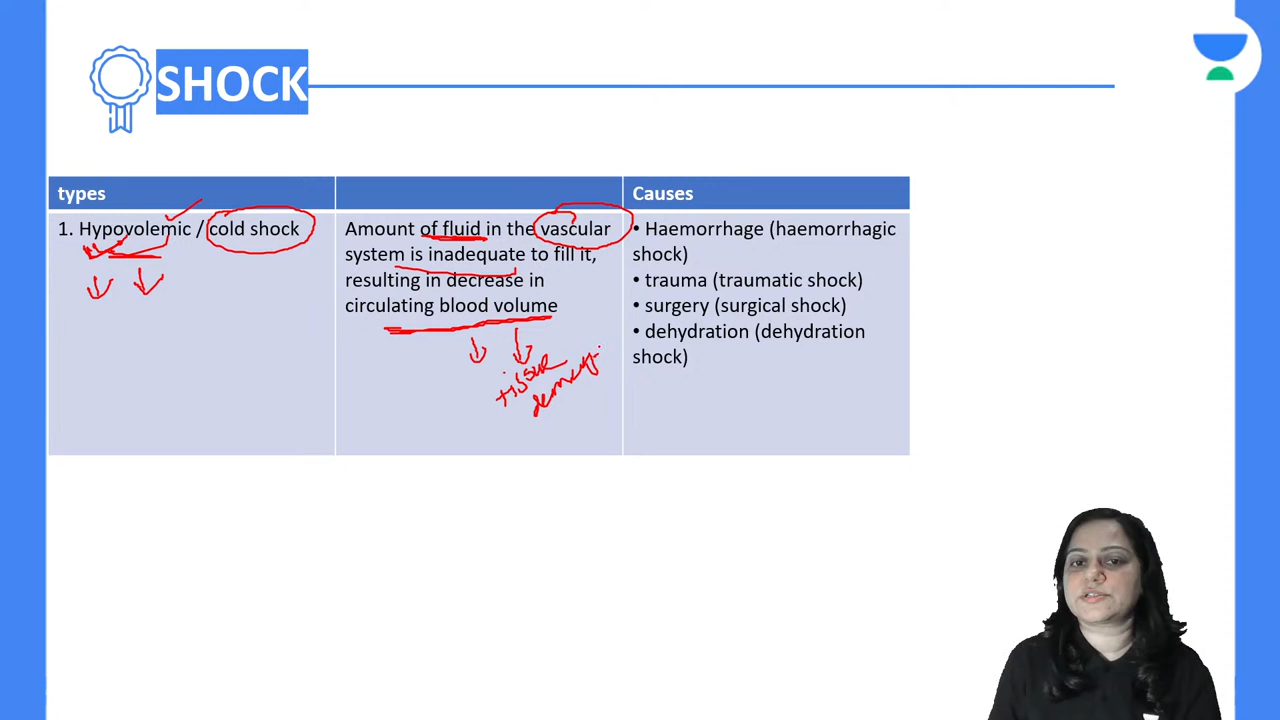 SHOCK
types
Causes
1. Hypovolemic / cold shock
Amount of fluid in the vascular
system is inadequate to fill it,
resulting in decrease in
circulating blood volume
tissue
• Haemorrhage (haemorrhagic
shock)
• trauma (traumatic shock)
• surgery (surgical shock)
• dehydration (dehydration
shock)